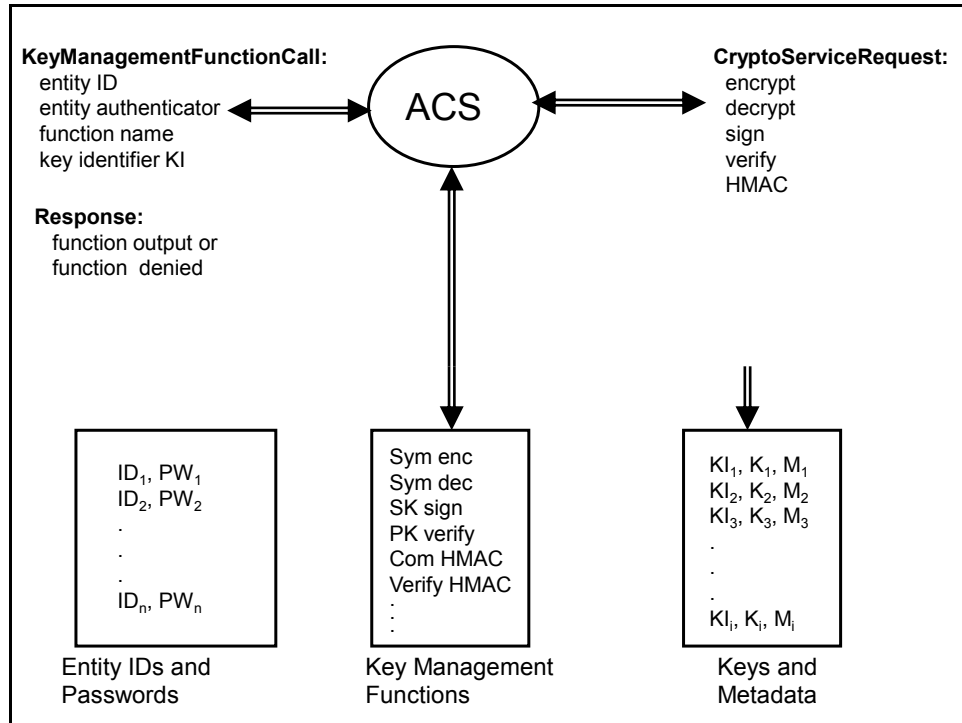 KeyManagementFunctionCall:
entity ID
entity authenticator
function name
key identifier KI
Response:
function output or
function denied
ACS
CryptoServiceRequest:
encrypt
decrypt
sign
verify
HMAC
ID₁, PW₁
ID₂, PW₂
.
.
.
IDₙ, PWₙ
Entity IDs and
Passwords
Sym enc
Sym dec
SK sign
PK verify
Com HMAC
Verify HMAC
.
.
.
Key Management
Functions
KI₁, K₁, M₁
KI₂, K₂, M₂
KI₃, K₃, M₃
.
.
.
KIᵢ, Kᵢ, Mᵢ
Keys and
Metadata